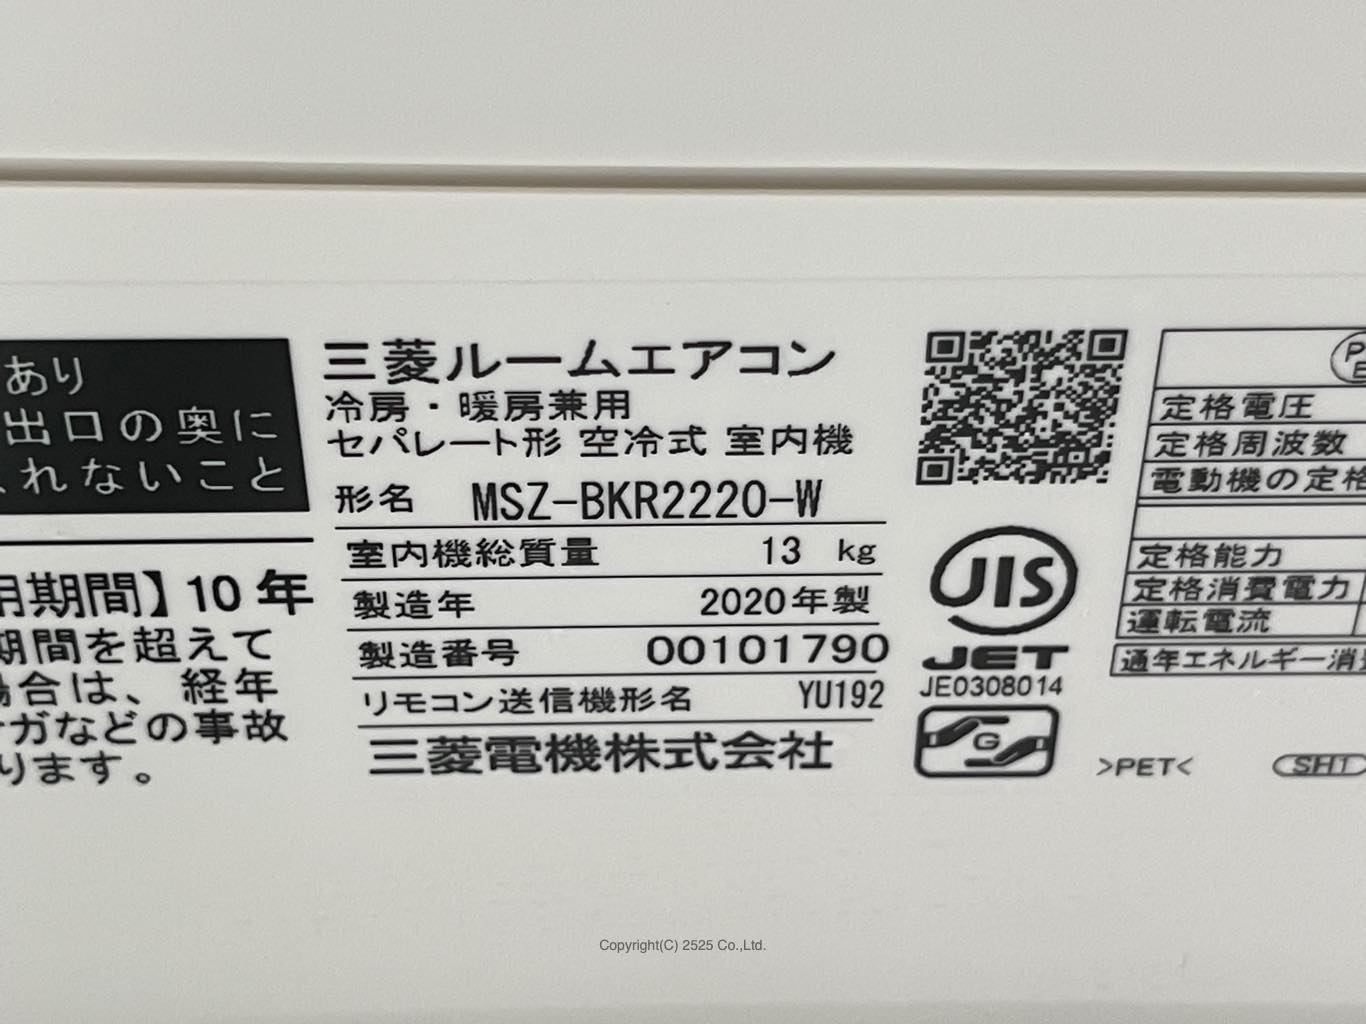 あり
出口の奥に
れないこと
用期間】10年
期間を超えて
場合は、経年
ケガなどの事故
ります。
三菱ルームエアコン
冷房・暖房兼用
セパレート形 空冷式 室内機
形名 MSZ-BKR2220-W
室内機総質量 13 kg
製造年 2020年製
製造番号 00101790
リモコン送信機形名 YU192
三菱電機株式会社
JIS
JET
JE0308014
G
定格電圧
定格周波数
電動機の定格
定格能力
定格消費電力
運転電流
通年エネルギー消費
>PET<
SH1
Copyright(C) 2525 Co.,Ltd.